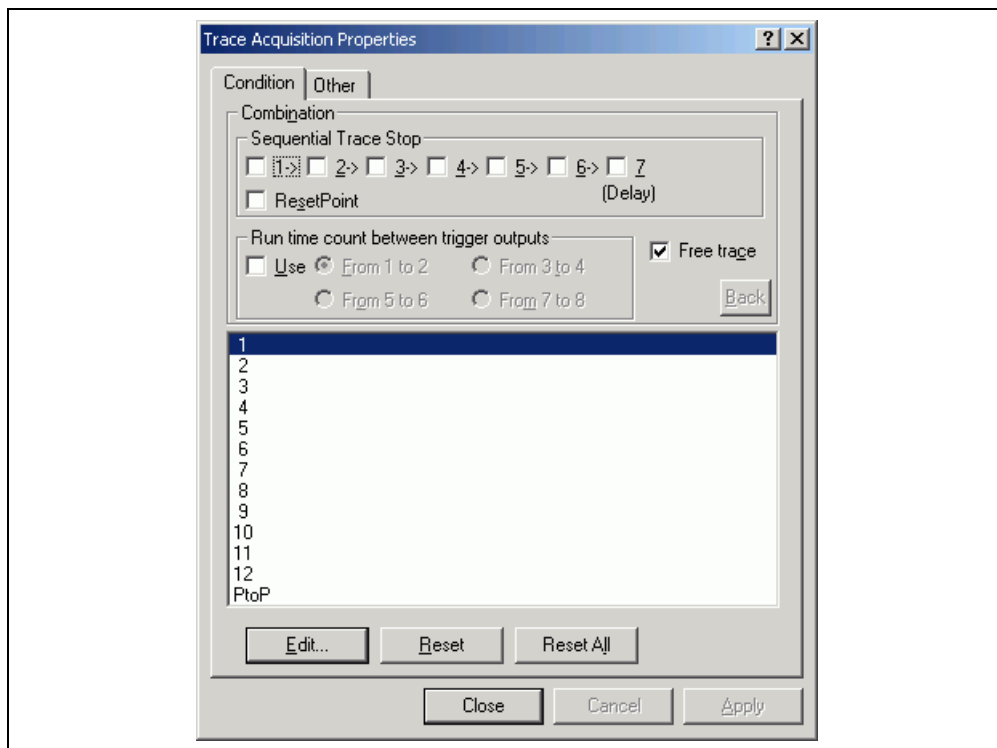 Trace Acquisition Properties
Condition
Other
Combination
Sequential Trace Stop
1-> 2-> 3-> 4-> 5-> 6-> 7
(Delay)
ResetPoint
Run time count between trigger outputs
Use From 1 to 2 From 3 to 4
From 5 to 6 From 7 to 8
Free trace
Back
1
2
3
4
5
6
7
8
9
10
11
12
PtoP
Edit... Reset Reset All
Close Cancel Apply